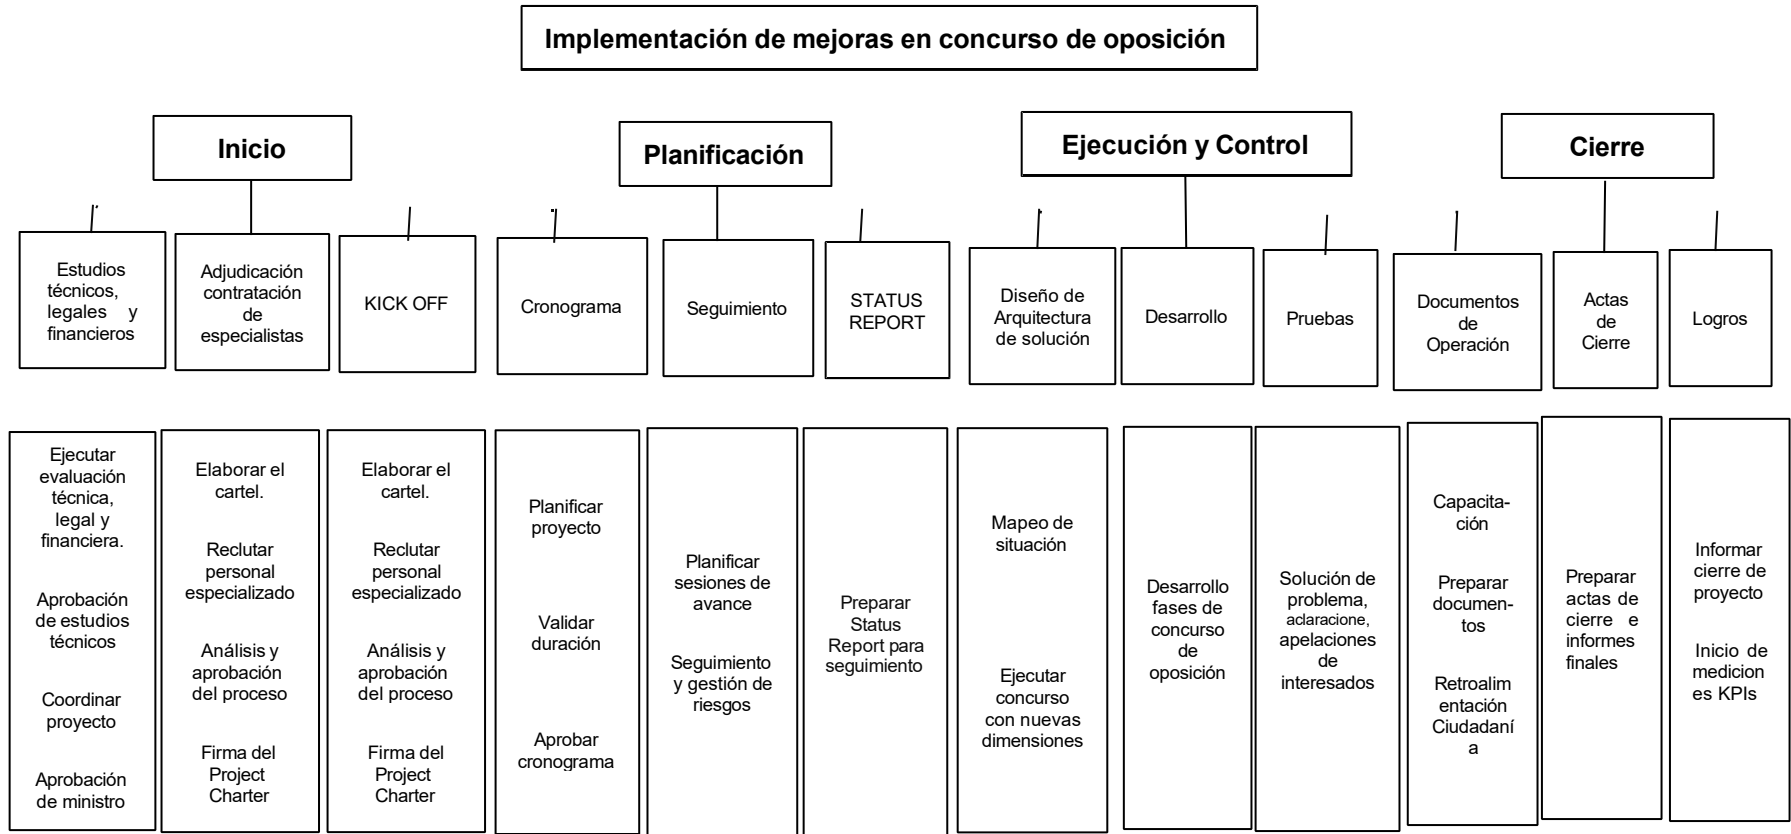 Implementación de mejoras en concurso de oposición
Inicio
Planificación
Ejecución y Control
Cierre
Estudios
técnicos,
legales y
financieros
Adjudicación
contratación
de
especialistas
KICK OFF
Cronograma
Seguimiento
STATUS
REPORT
Diseño de
Arquitectura
de solución
Desarrollo
Pruebas
Documentos
de
Operación
Actas
de
Cierre
Logros
Ejecutar
evaluación
técnica,
legal y
financiera.
Aprobación
de estudios
técnicos
Coordinar
proyecto
Aprobación
de ministro
Elaborar el
cartel.
Reclutar
personal
especializado
Análisis y
aprobación
del proceso
Firma del
Project
Charter
Elaborar el
cartel.
Reclutar
personal
especializado
Análisis y
aprobación
del proceso
Firma del
Project
Charter
Planificar
proyecto
Validar
duración
Aprobar
cronograma
Planificar
sesiones de
avance
Seguimiento
y gestión de
riesgos
Preparar
Status
Report para
seguimiento
Mapeo de
situación
Ejecutar
concurso
con nuevas
dimensiones
Desarrollo
fases de
concurso
de
oposición
Solución de
problema,
aclaracione,
apelaciones
de
interesados
Capacita-
ción
Preparar
documen-
tos
Retroalim
entación
Ciudadaní
a
Preparar
actas de
cierre e
informes
finales
Informar
cierre de
proyecto
Inicio de
medicion
es KPIs